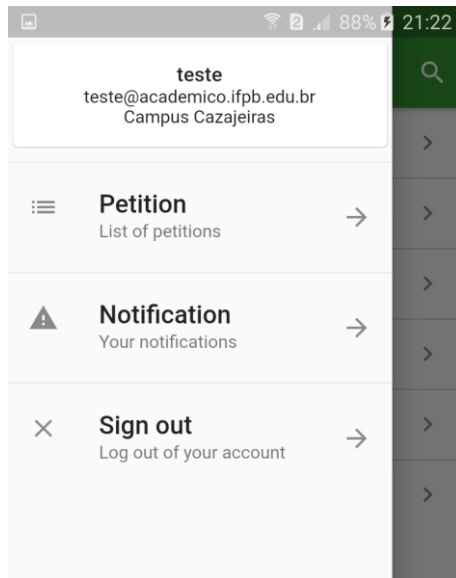 2 88% 21:22
teste
teste@academico.ifpb.edu.br
Campus Cazajeiras
Petition
List of petitions
Notification
Your notifications
Sign out
Log out of your account